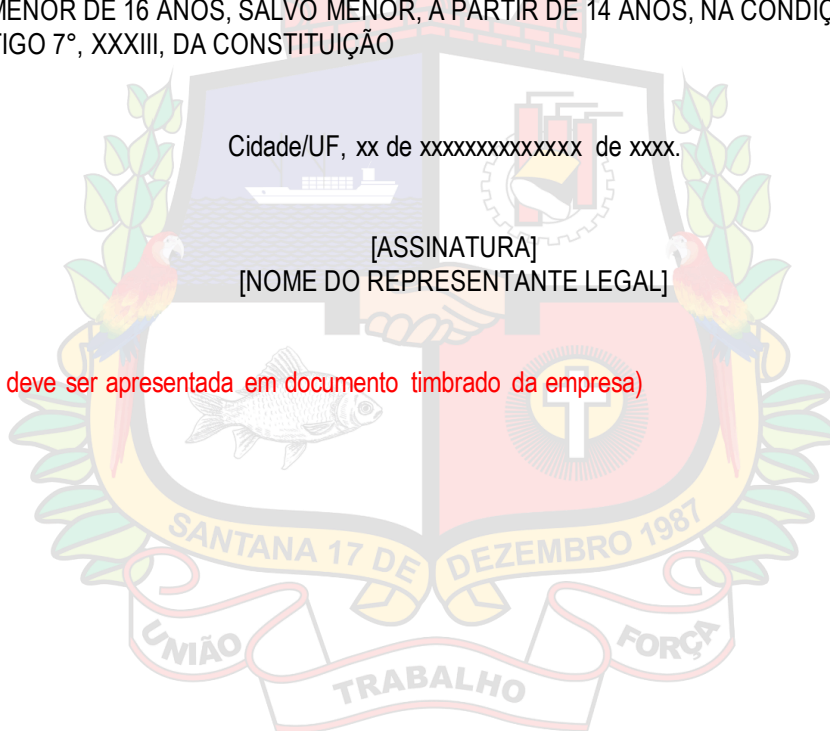 MENOR DE 16 ANOS, SALVO MENOR, A PARTIR DE 14 ANOS, NA CONDIÇ
TIGO 7°, XXXIII, DA CONSTITUIÇÃO
Cidade/UF, xx de xxxxxxxxxxxxxx de xxxx.
[ASSINATURA]
[NOME DO REPRESENTANTE LEGAL]
deve ser apresentada em documento timbrado da empresa)
SANTANA 17 DE DEZEMBRO 1987
UNIÃO TRABALHO FORÇA